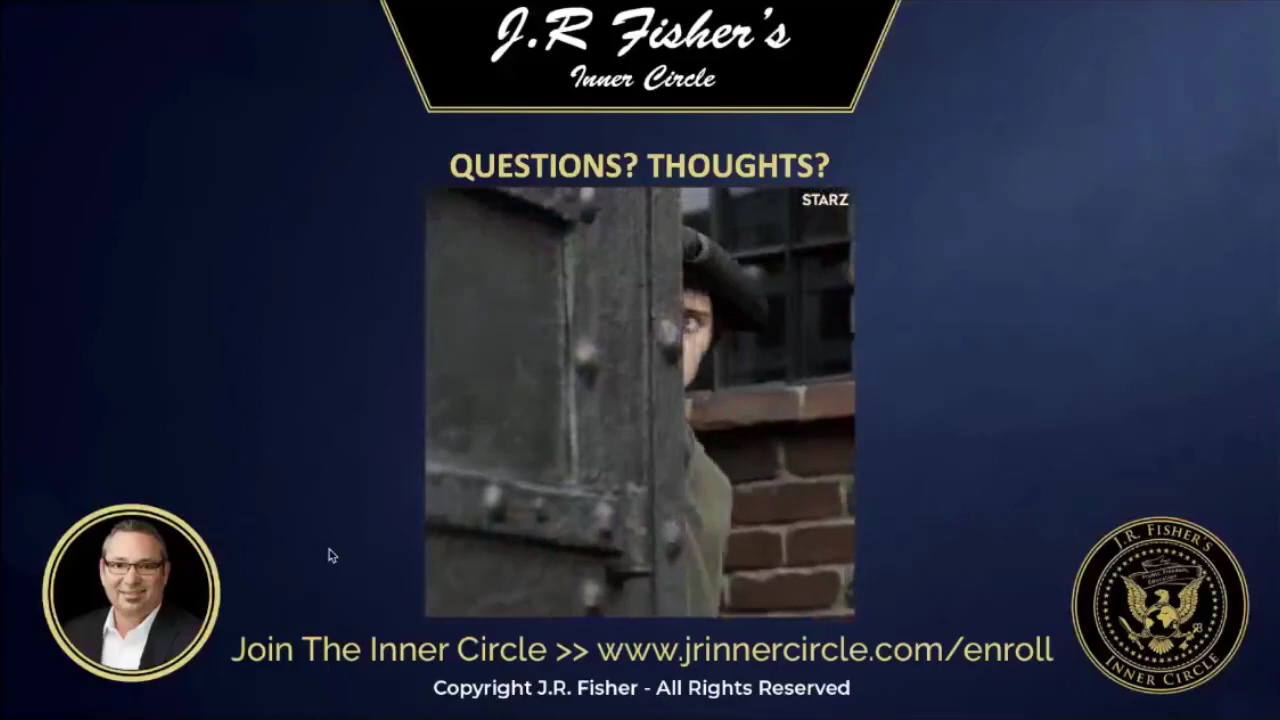 J.R Fisher's
Inner Circle
QUESTIONS? THOUGHTS?
STARZ
J.R. FISHER'S
INNER CIRCLE
Join The Inner Circle >> www.jrinnercircle.com/enroll
Copyright J.R. Fisher - All Rights Reserved